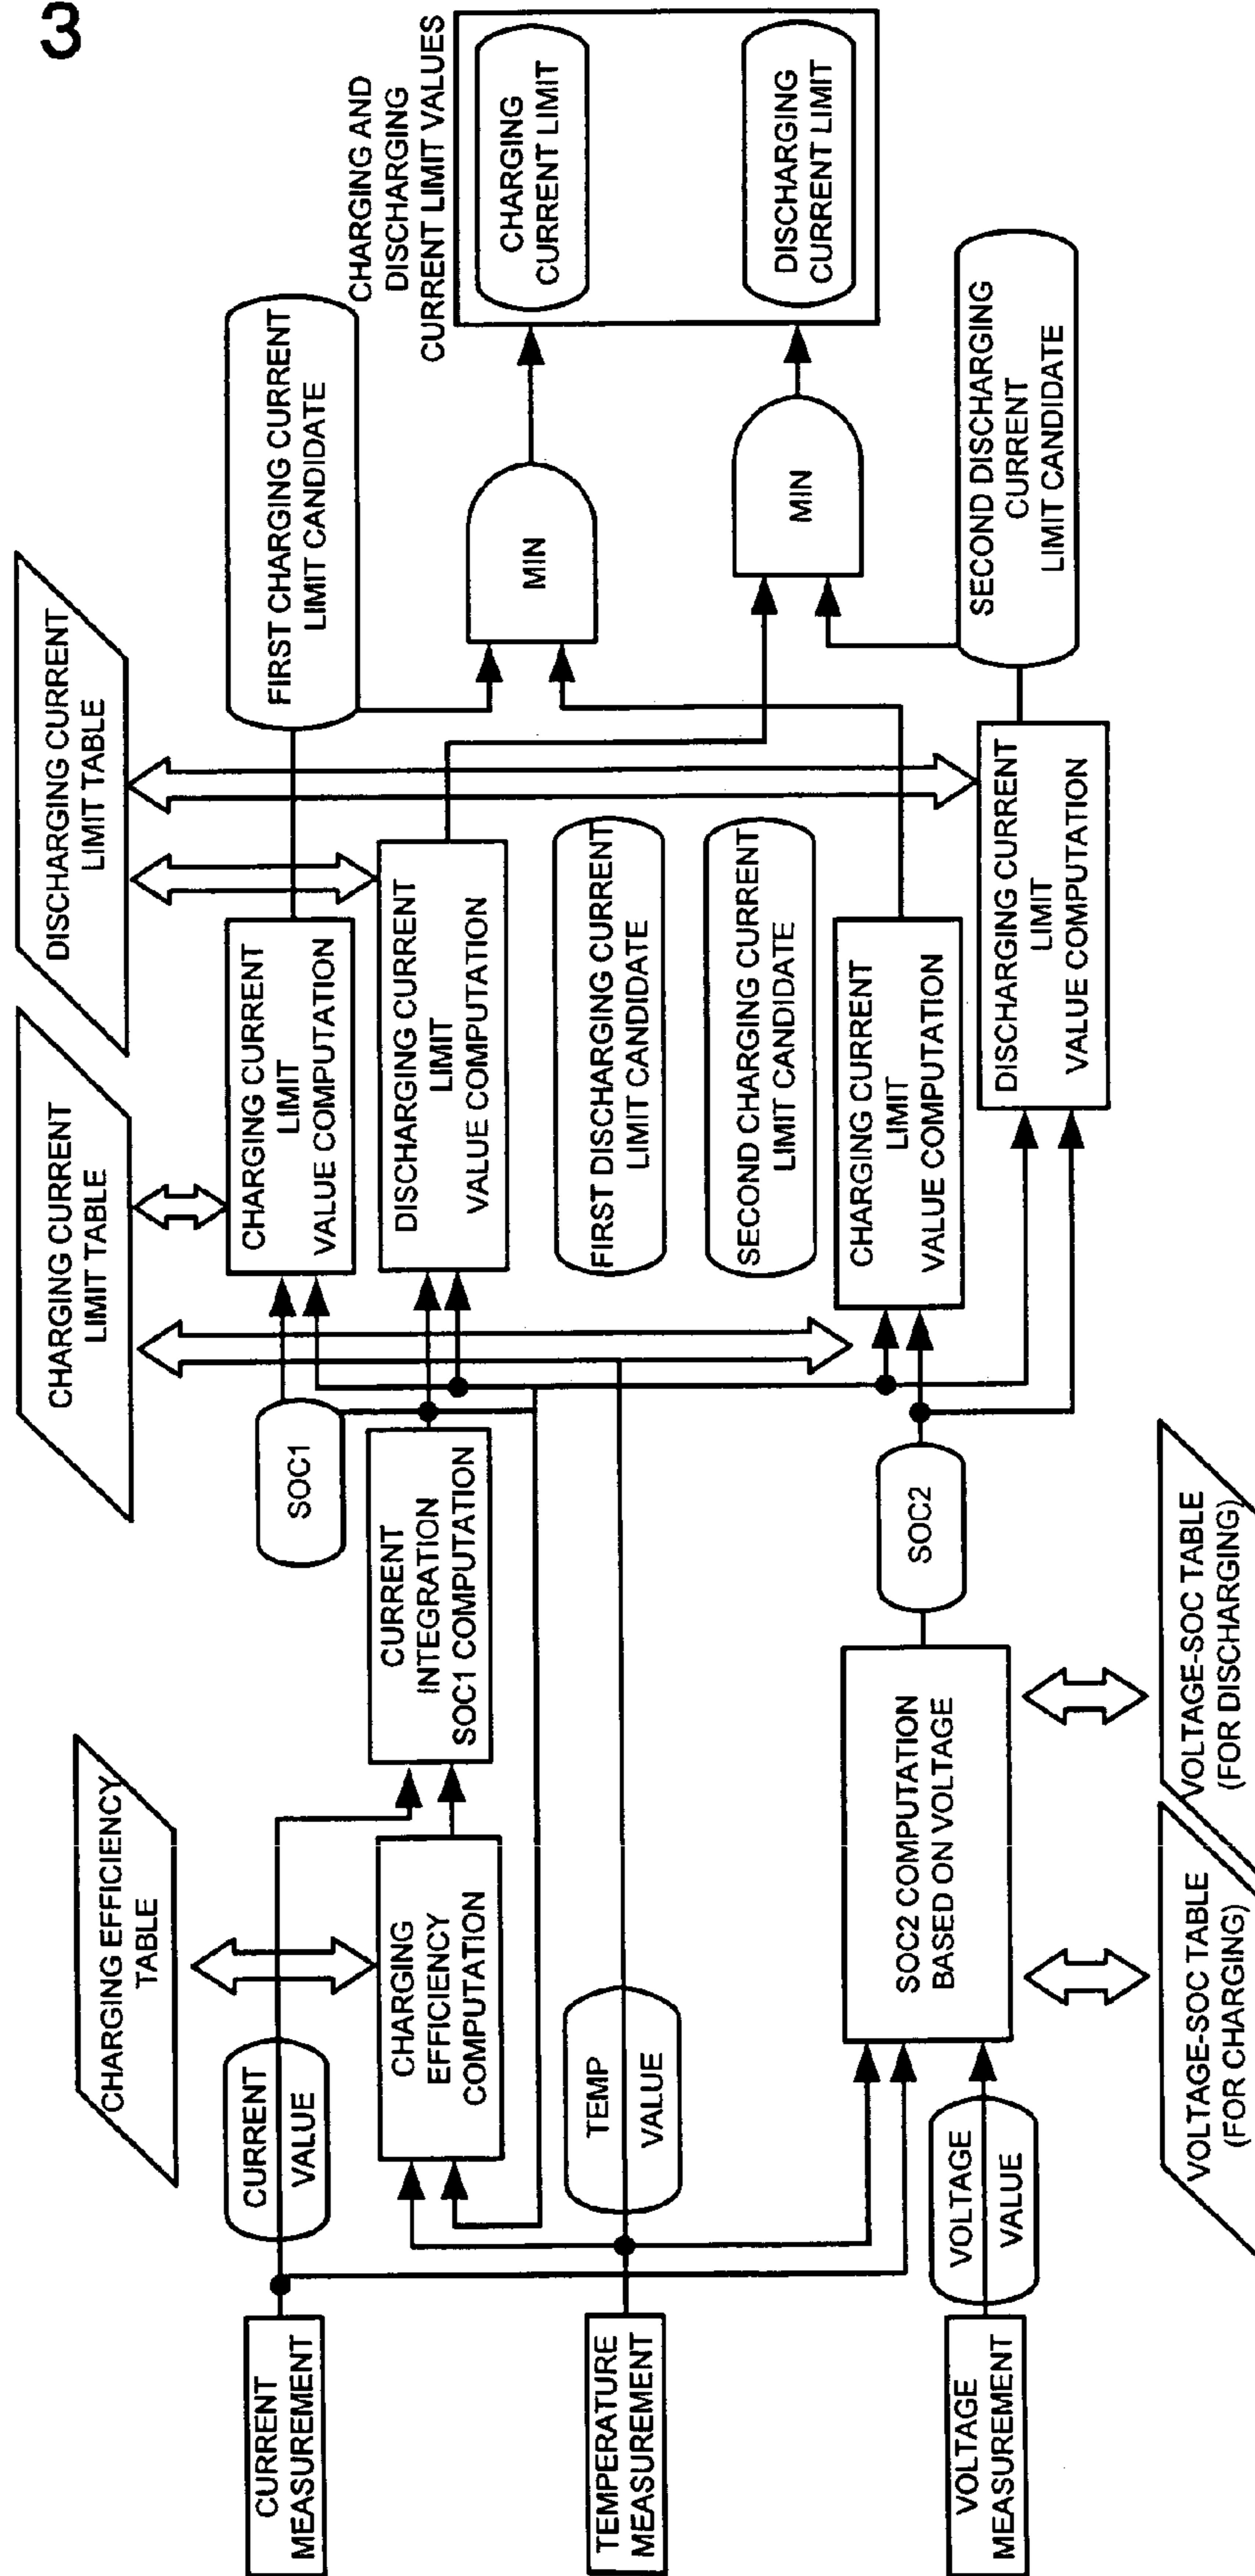 3
CHARGING EFFICIENCY
TABLE
CHARGING CURRENT
LIMIT TABLE
DISCHARGING CURRENT
LIMIT TABLE
CURRENT
MEASUREMENT
CURRENT
VALUE
CHARGING
EFFICIENCY
COMPUTATION
CURRENT
INTEGRATION
SOC1 COMPUTATION
SOC1
CHARGING CURRENT
LIMIT
VALUE COMPUTATION
FIRST CHARGING CURRENT
LIMIT CANDIDATE
DISCHARGING CURRENT
LIMIT
VALUE COMPUTATION
FIRST DISCHARGING CURRENT
LIMIT CANDIDATE
SECOND CHARGING CURRENT
LIMIT CANDIDATE
MIN
MIN
CHARGING AND
DISCHARGING
CURRENT LIMIT VALUES
CHARGING
CURRENT LIMIT
DISCHARGING
CURRENT LIMIT
TEMPERATURE
MEASUREMENT
TEMP
VALUE
VOLTAGE
MEASUREMENT
VOLTAGE
VALUE
SOC2 COMPUTATION
BASED ON VOLTAGE
SOC2
CHARGING CURRENT
LIMIT
VALUE COMPUTATION
DISCHARGING CURRENT
LIMIT
VALUE COMPUTATION
SECOND DISCHARGING
CURRENT
LIMIT CANDIDATE
VOLTAGE-SOC TABLE
(FOR CHARGING)
VOLTAGE-SOC TABLE
(FOR DISCHARGING)